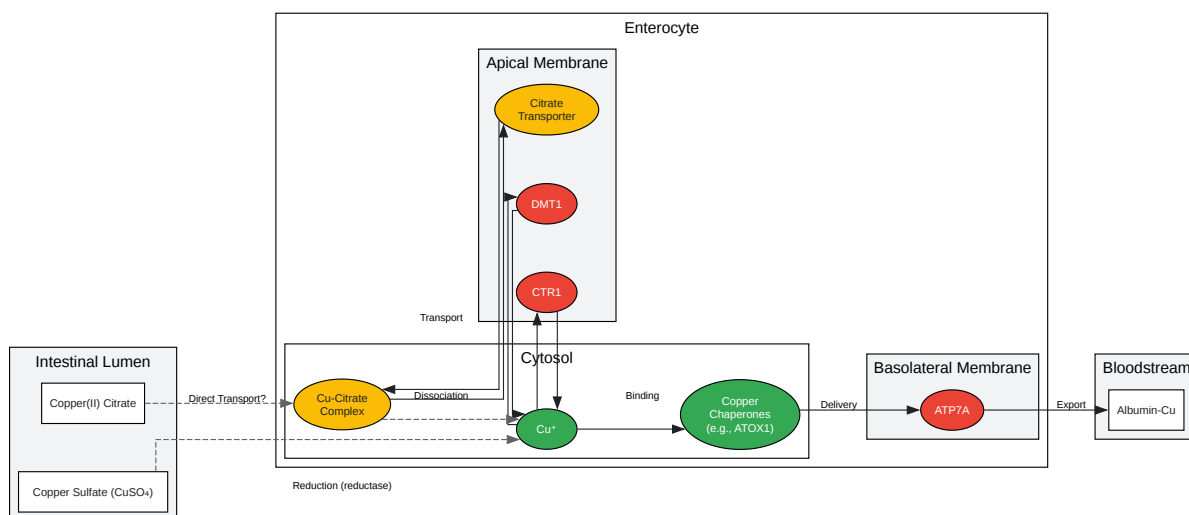 Enterocyte
Apical Membrane
Citrate
Transporter
DMT1
CTR1
Transport
Intestinal Lumen
Cytosol
Basolateral Membrane
Bloodstream
Copper(II) Citrate
Direct Transport?
Cu-Citrate
Complex
Dissociation
Binding
Copper
Chaperones
(e.g., ATOX1)
Delivery
ATP7A
Export
Albumin-Cu
Cu⁺
Copper Sulfate (CuSO₄)
Reduction (reductase)